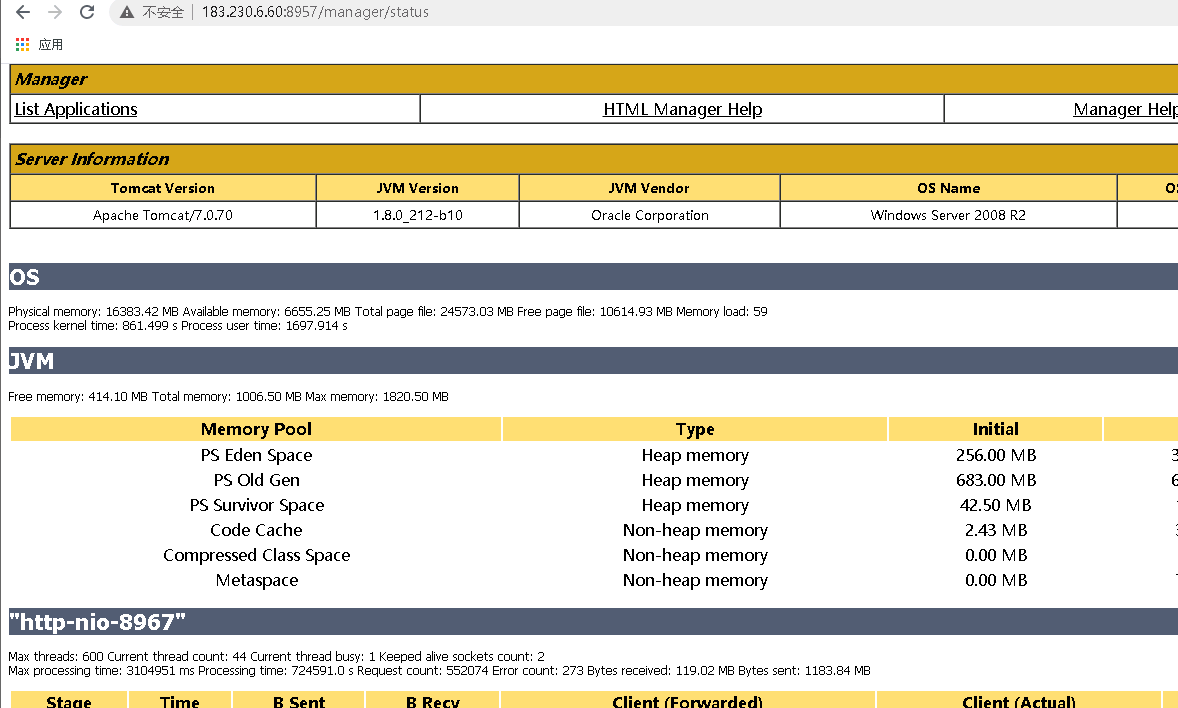 不安全 183.230.6.60:8957/manager/status
应用
Manager
List Applications HTML Manager Help Manager Help
Server Information
Tomcat Version JVM Version JVM Vendor OS Name
Apache Tomcat/7.0.70 1.8.0_212-b10 Oracle Corporation Windows Server 2008 R2
OS
Physical memory: 16383.42 MB Available memory: 6655.25 MB Total page file: 24573.03 MB Free page file: 10614.93 MB Memory load: 59
Process kernel time: 861.499 s Process user time: 1697.914 s
JVM
Free memory: 414.10 MB Total memory: 1006.50 MB Max memory: 1820.50 MB
Memory Pool Type Initial
PS Eden Space Heap memory 256.00 MB
PS Old Gen Heap memory 683.00 MB
PS Survivor Space Heap memory 42.50 MB
Code Cache Non-heap memory 2.43 MB
Compressed Class Space Non-heap memory 0.00 MB
Metaspace Non-heap memory 0.00 MB
"http-nio-8967"
Max threads: 600 Current thread count: 44 Current thread busy: 1 Keeped alive sockets count: 2
Max processing time: 3104951 ms Processing time: 724591.0 s Request count: 552074 Error count: 273 Bytes received: 119.02 MB Bytes sent: 1183.84 MB
Stage Time B Sent B Recv Client (Forwarded) Client (Actual)